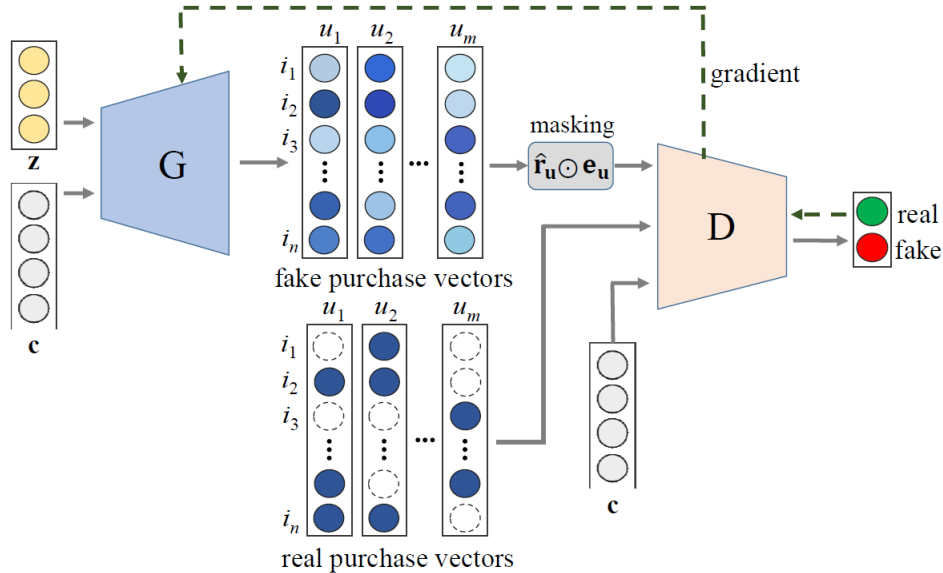 u1 u2 um
gradient
z
c
G
i1
i2
i3
in
fake purchase vectors
masking
r̂u ⊙ eu
D
real
fake
c
u1 u2 um
i1
i2
i3
in
real purchase vectors